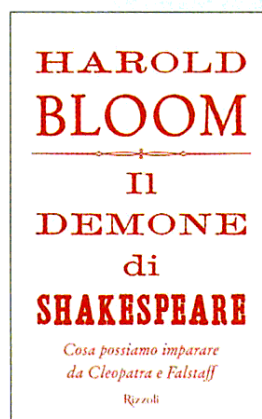 HAROLD
BLOOM
Il
DEMONE
di
SHAKESPEARE
Cosa possiamo imparare
da Cleopatra e Falstaff
Rizzoli